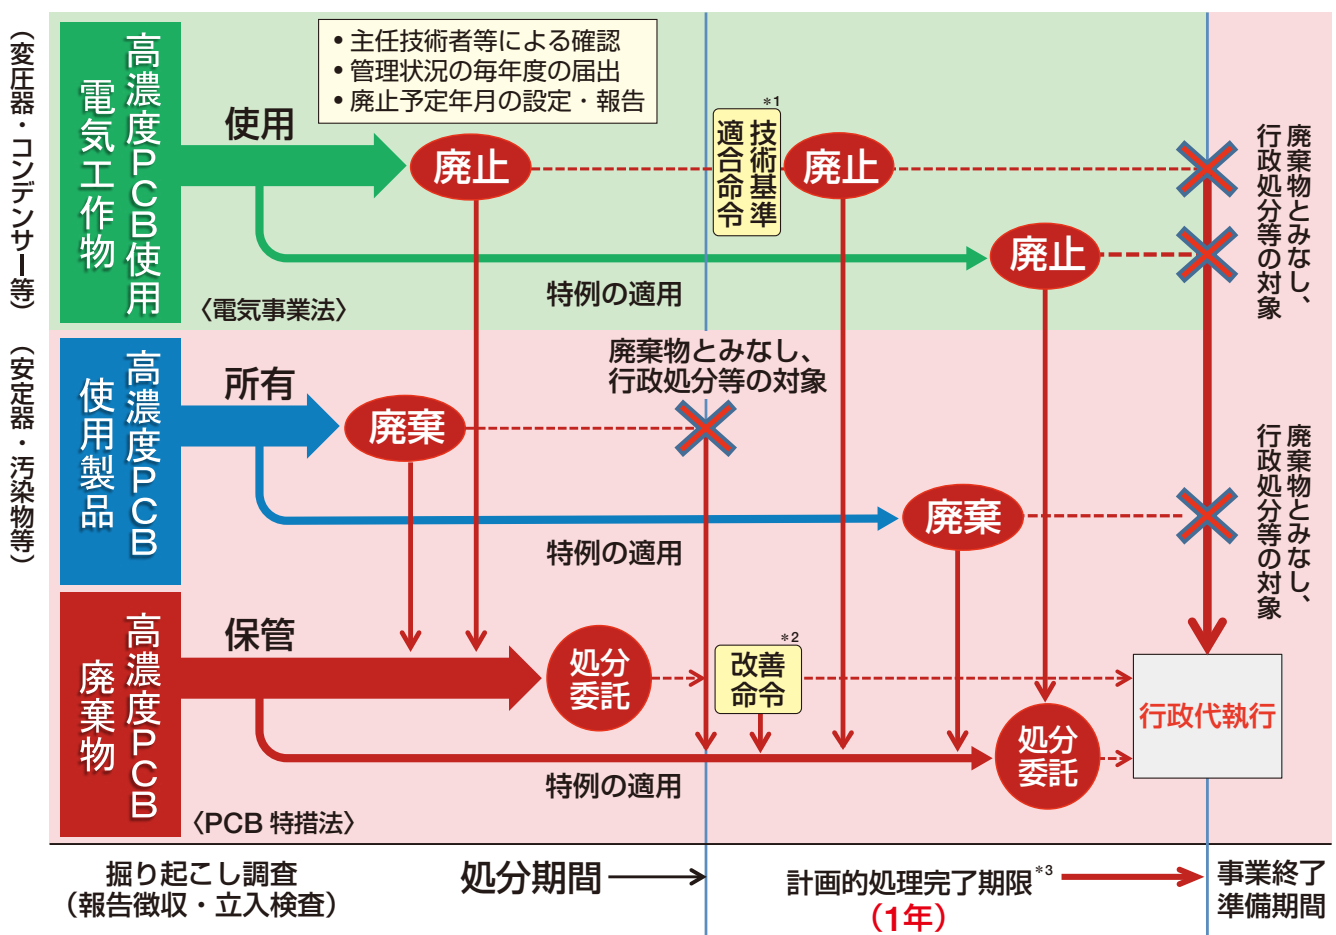 （変圧器・コンデンサー等）
高濃度PCB使用
電気工作物
• 主任技術者等による確認
• 管理状況の毎年度の届出
• 廃止予定年月の設定・報告
使用
廃止
*1
技術基準
適合命令
廃止
廃止
特例の適用
〈電気事業法〉
廃棄物とみなし、
行政処分等の対象
（安定器・汚染物等）
高濃度PCB
使用製品
所有
廃棄
廃棄物とみなし、
行政処分等の対象
廃棄
特例の適用
廃棄物とみなし、
行政処分等の対象
高濃度PCB
廃棄物
保管
処分
委託
*2
改善
命令
行政代執行
処分
委託
特例の適用
〈PCB 特措法〉
掘り起こし調査
（報告徴収・立入検査）
処分期間
計画的処理完了期限*3
（1年）
事業終了
準備期間